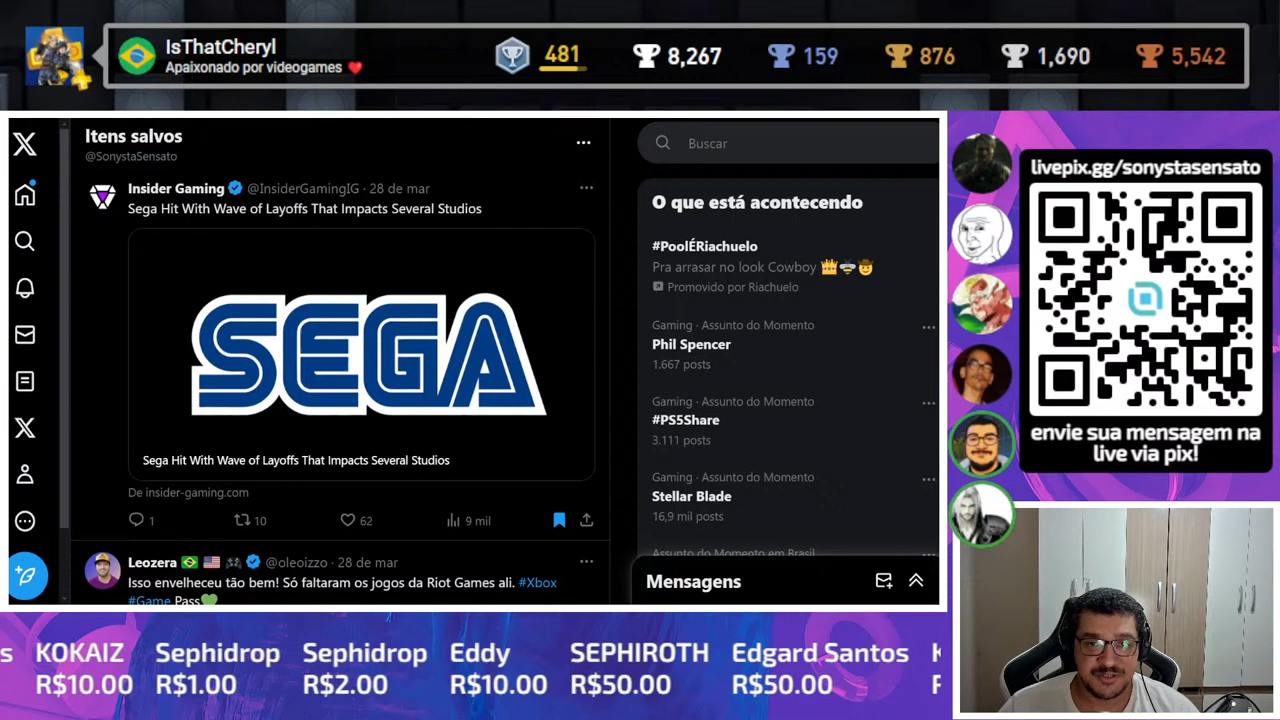 IsThatCheryl
Apaixonado por videogames ❤
481
8,267
159
876
1,690
5,542
Itens salvos
@SonystaSensato
Insider Gaming @InsiderGamingIG · 28 de mar
Sega Hit With Wave of Layoffs That Impacts Several Studios
SEGA
Sega Hit With Wave of Layoffs That Impacts Several Studios
De insider-gaming.com
1
10
62
9 mil
Leozera 🇧🇷 🇺🇸 🎮 @oleoizzo · 28 de mar
Isso envelheceu tão bem! Só faltaram os jogos da Riot Games ali. #Xbox
#Game Pass💚
Buscar
O que está acontecendo
#PoolÉRiachuelo
Pra arrasar no look Cowboy 👑🐝🤠
Promovido por Riachuelo
Gaming · Assunto do Momento
Phil Spencer
1.667 posts
Gaming · Assunto do Momento
#PS5Share
3.111 posts
Gaming · Assunto do Momento
Stellar Blade
16,9 mil posts
Assunto do Momento em Brasil
Mensagens
livepix.gg/sonystasensato
envie sua mensagem na
live via pix!
s KOKAIZ Sephidrop Sephidrop Eddy SEPHIROTH Edgard Santos
R$10.00 R$1.00 R$2.00 R$10.00 R$50.00 R$50.00